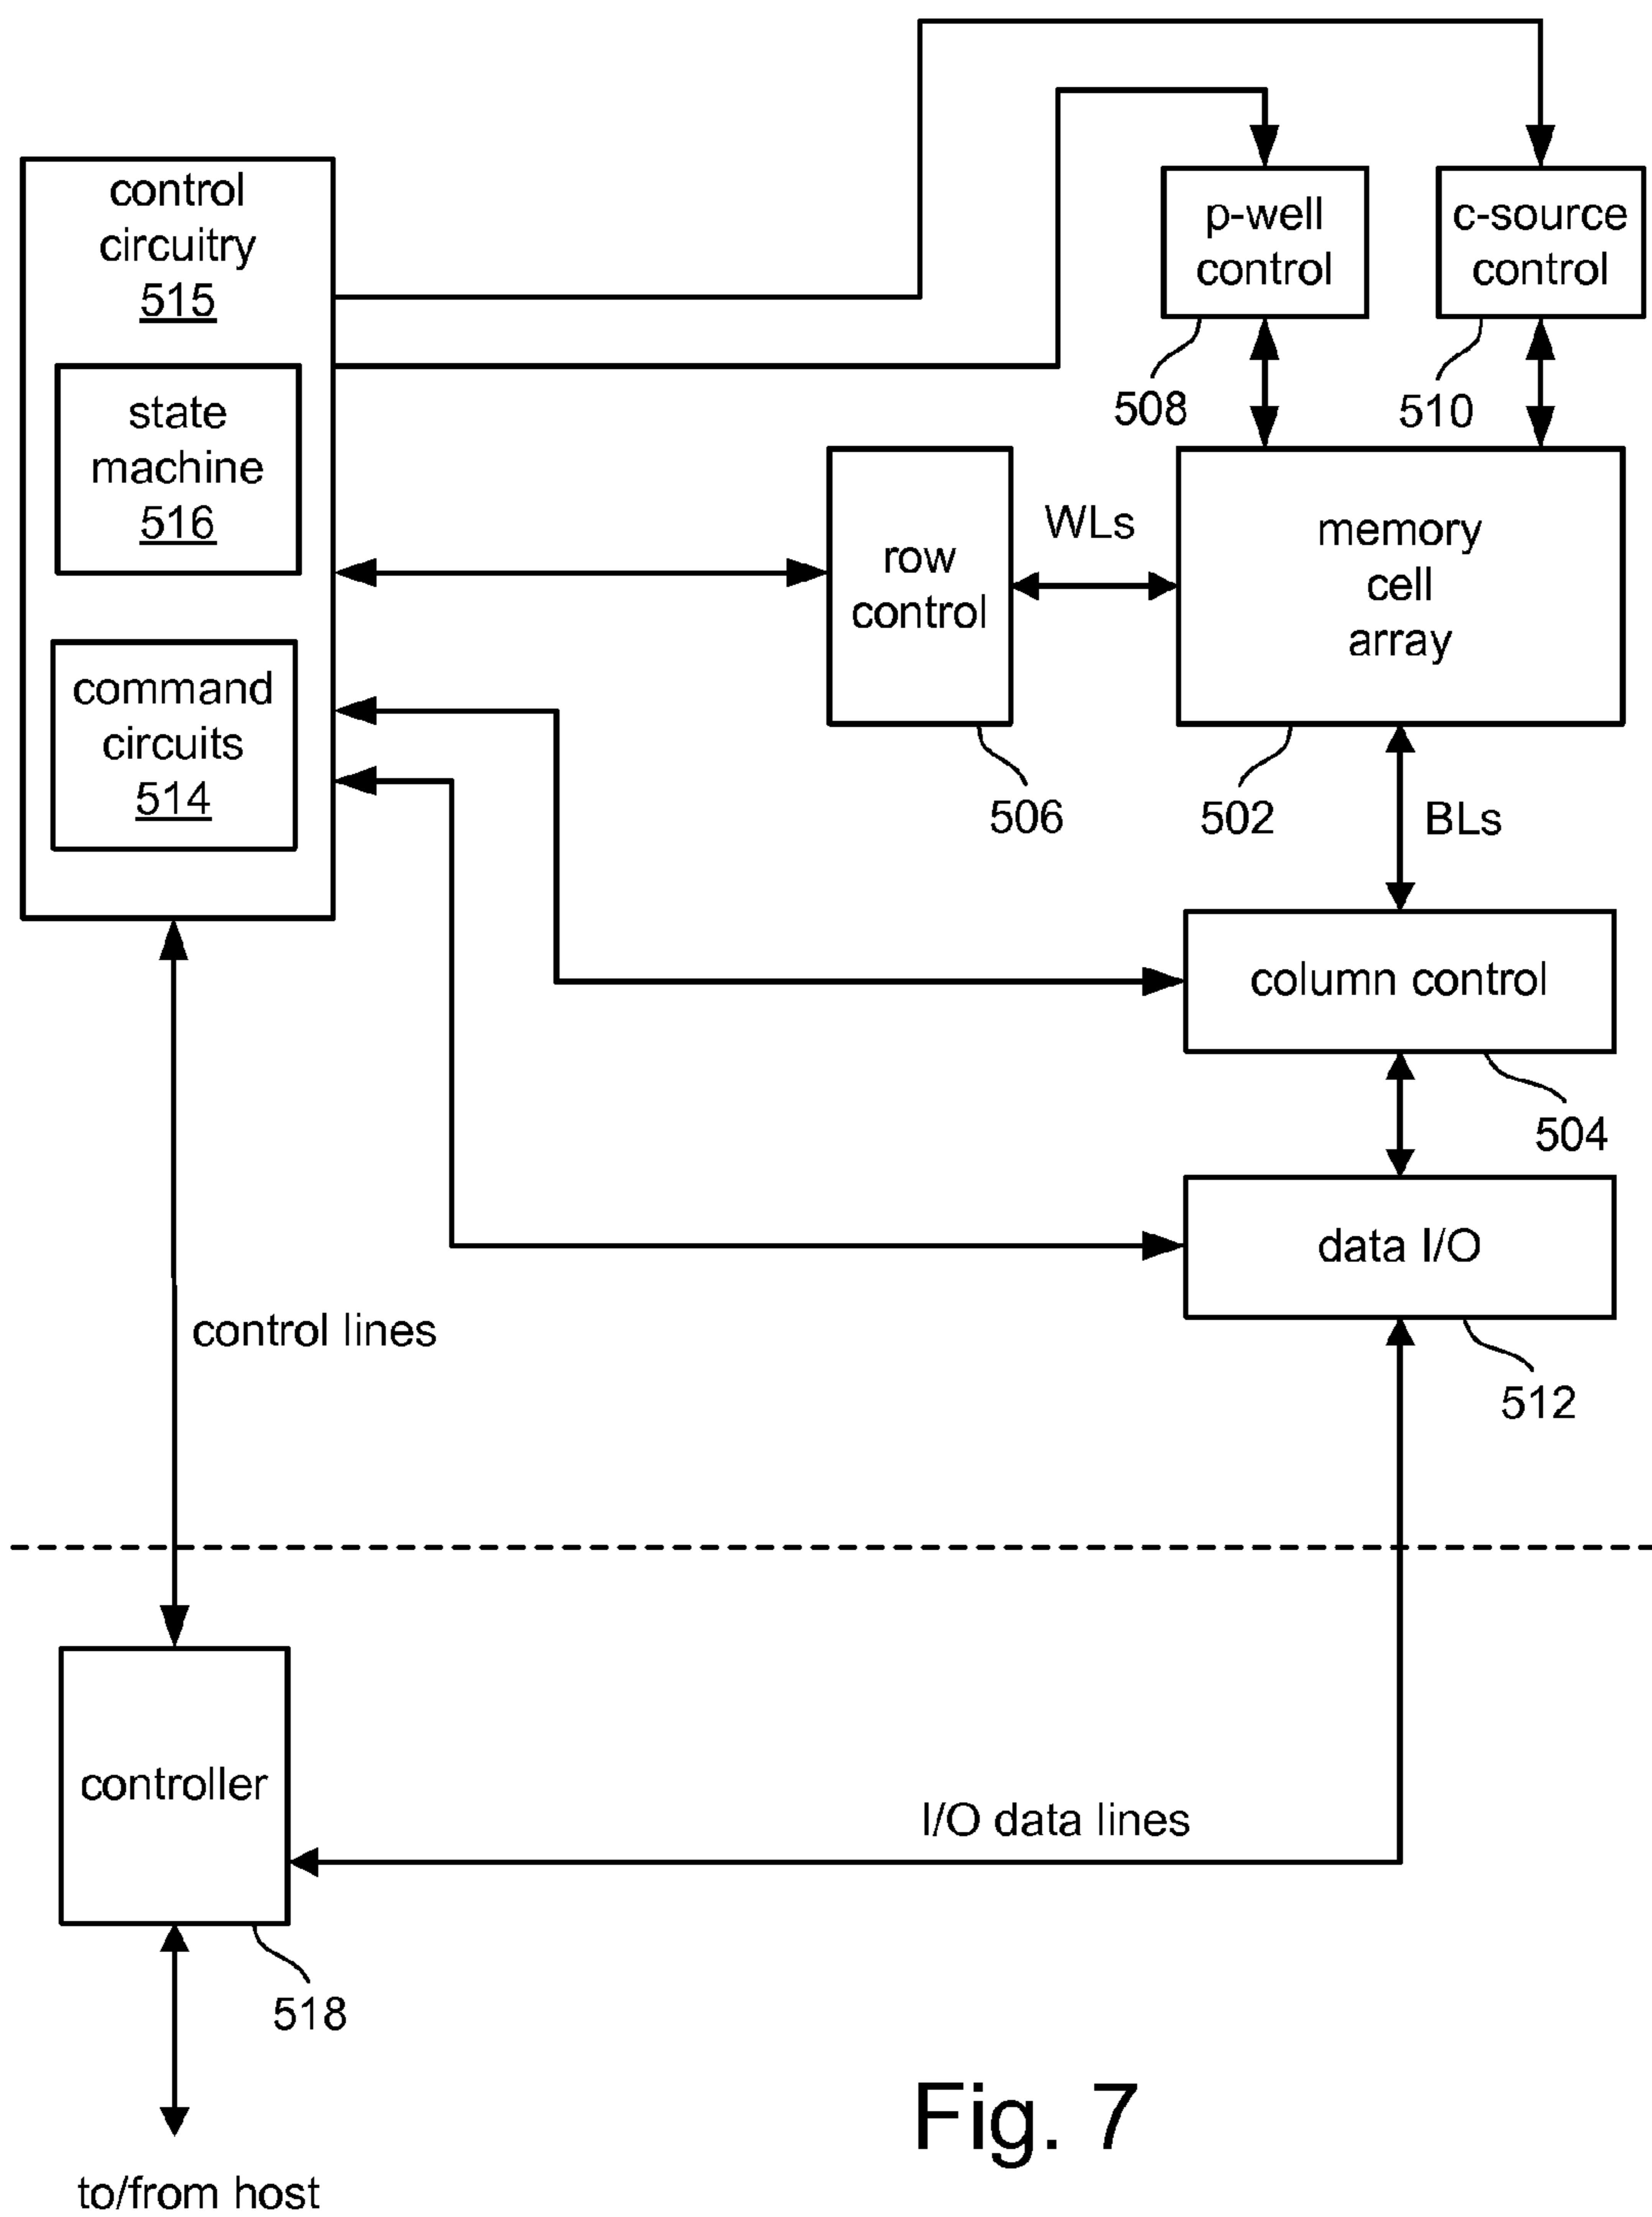 control
circuitry
515
state
machine
516
command
circuits
514
p-well
control
508
c-source
control
510
row
control
506
WLs
memory
cell
array
502
BLs
column control
504
data I/O
512
control lines
controller
518
I/O data lines
to/from host
Fig. 7